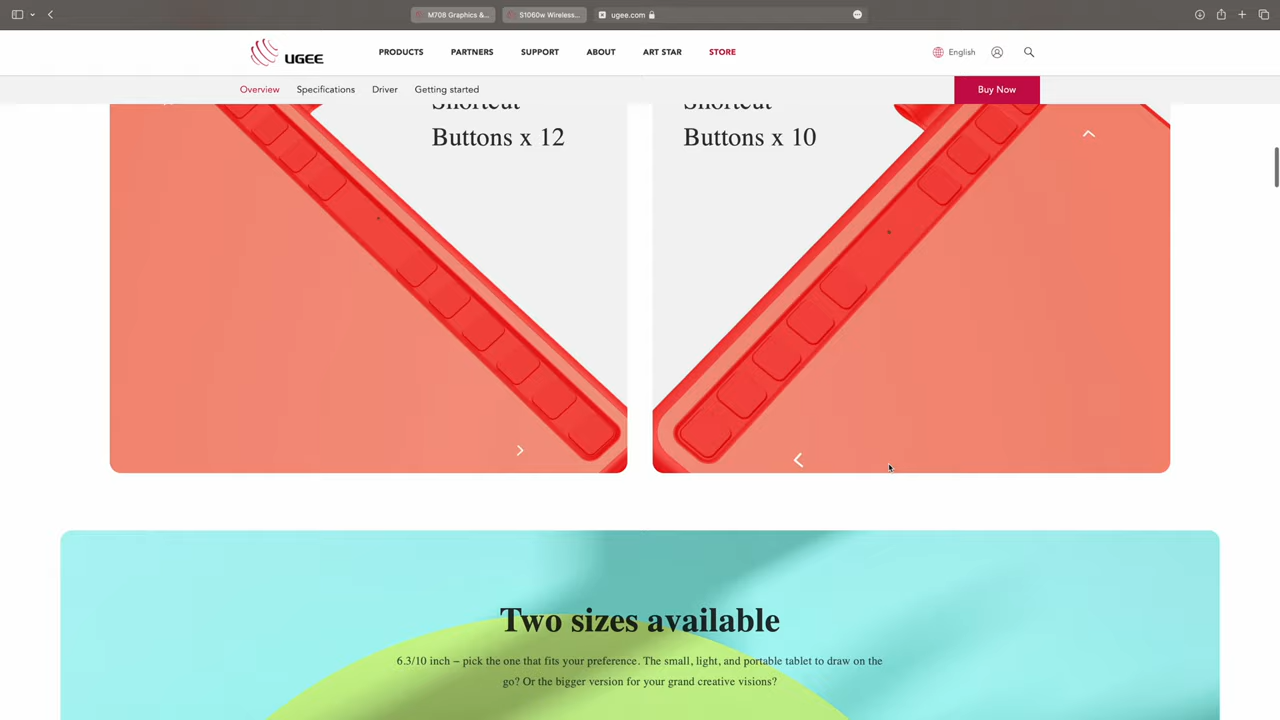 M708 Graphics &...
S1060w Wireless...
ugee.com
UGEE
PRODUCTS
PARTNERS
SUPPORT
ABOUT
ART STAR
STORE
English
Overview
Specifications
Driver
Getting started
Buy Now
Shortcut
Buttons x 12
Shortcut
Buttons x 10
Two sizes available
6.3/10 inch – pick the one that fits your preference. The small, light, and portable tablet to draw on the
go? Or the bigger version for your grand creative visions?